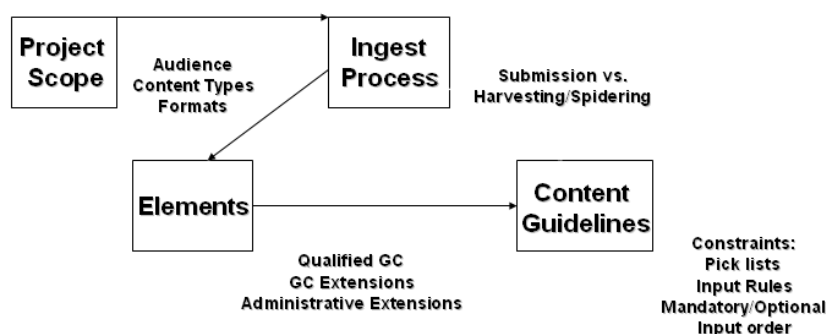 Project
Scope
Audience
Content Types
Formats
Ingest
Process
Submission vs.
Harvesting/Spidering
Elements
Qualified GC
GC Extensions
Administrative Extensions
Content
Guidelines
Constraints:
Pick lists
Input Rules
Mandatory/Optional
Input order